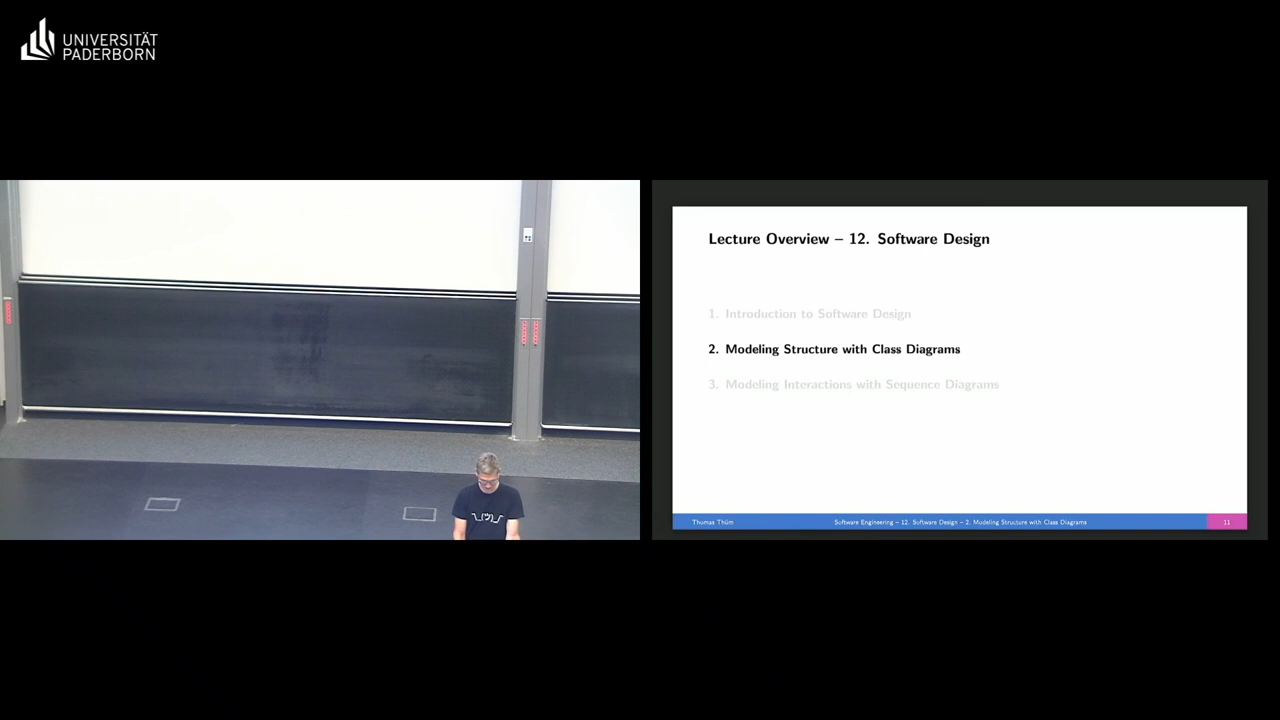 UNIVERSITÄT
PADERBORN
Lecture Overview – 12. Software Design
1. Introduction to Software Design
2. Modeling Structure with Class Diagrams
3. Modeling Interactions with Sequence Diagrams
Thomas Thüm
Software Engineering – 12. Software Design – 2. Modeling Structure with Class Diagrams
11
¯\_(ツ)_/¯